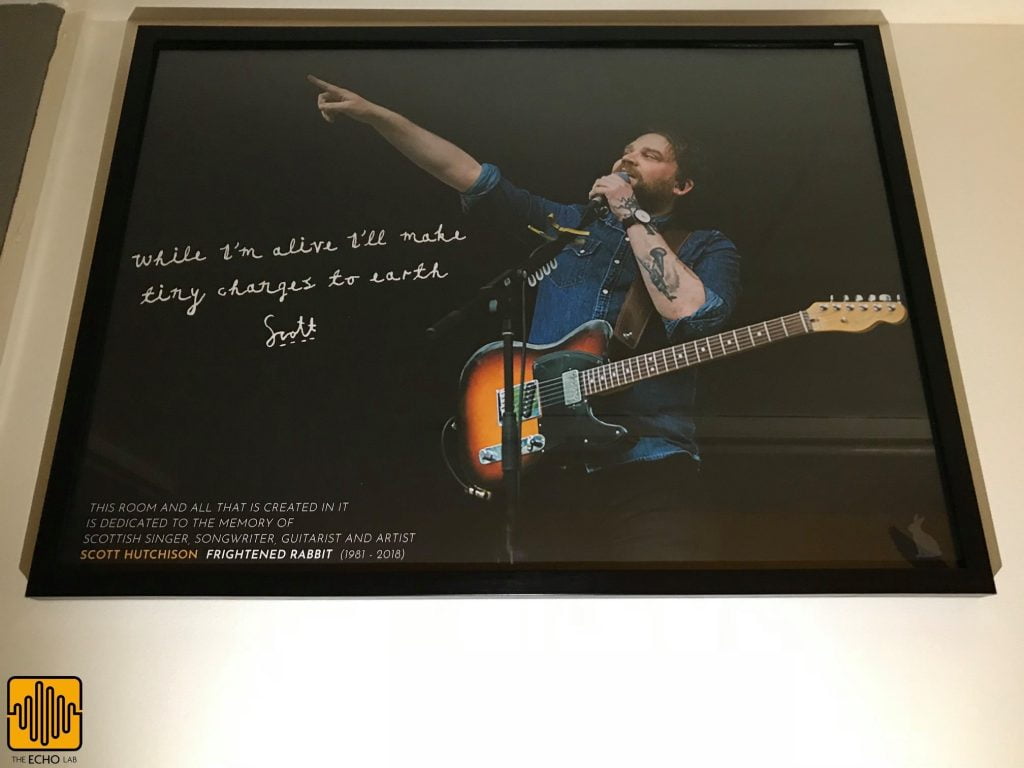 while I'm alive I'll make
tiny changes to earth
Scott
THIS ROOM AND ALL THAT IS CREATED IN IT
IS DEDICATED TO THE MEMORY OF
SCOTTISH SINGER, SONGWRITER, GUITARIST AND ARTIST
SCOTT HUTCHISON FRIGHTENED RABBIT (1981 - 2018)
THE ECHO LAB